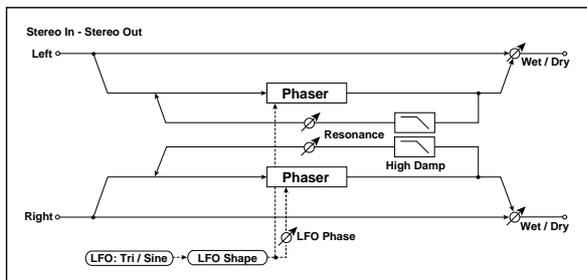 Stereo In - Stereo Out
Left
Wet / Dry
Phaser
Resonance
High Damp
Phaser
Right
Wet / Dry
LFO Phase
LFO: Tri / Sine
LFO Shape